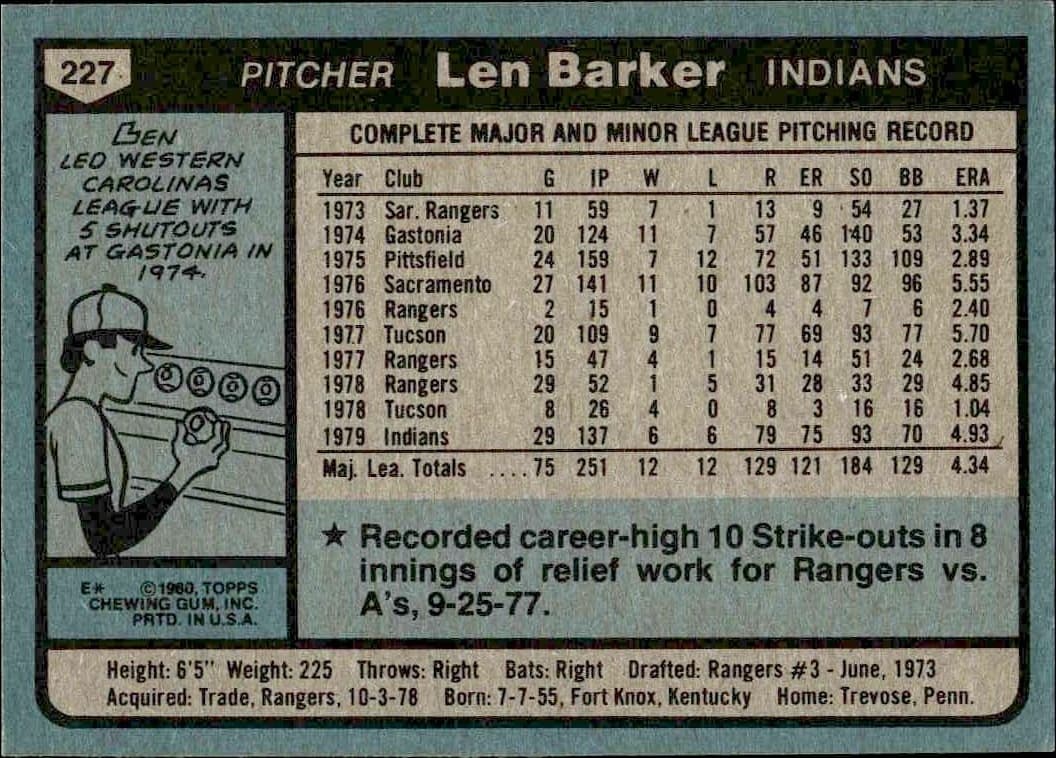 227 PITCHER Len Barker INDIANS
BEN
LED WESTERN
CAROLINAS
LEAGUE WITH
5 SHUTOUTS
AT GASTONIA IN
1974.
COMPLETE MAJOR AND MINOR LEAGUE PITCHING RECORD
Year Club G IP W L R ER SO BB ERA
1973 Sar. Rangers 11 59 7 1 13 9 54 27 1.37
1974 Gastonia 20 124 11 7 57 46 140 53 3.34
1975 Pittsfield 24 159 7 12 72 51 133 109 2.89
1976 Sacramento 27 141 11 10 103 87 92 96 5.55
1976 Rangers 2 15 1 0 4 4 7 6 2.40
1977 Tucson 20 109 9 7 77 69 93 77 5.70
1977 Rangers 15 47 4 1 15 14 51 24 2.68
1978 Rangers 29 52 1 5 31 28 33 29 4.85
1978 Tucson 8 26 4 0 8 3 16 16 1.04
1979 Indians 29 137 6 6 79 75 93 70 4.93
Maj. Lea. Totals ....75 251 12 12 129 121 184 129 4.34
★ Recorded career-high 10 Strike-outs in 8
innings of relief work for Rangers vs.
A's, 9-25-77.
E* ©1980, TOPPS
CHEWING GUM, INC.
PRTD. IN U.S.A.
Height: 6'5" Weight: 225 Throws: Right Bats: Right Drafted: Rangers #3 - June, 1973
Acquired: Trade, Rangers, 10-3-78 Born: 7-7-55, Fort Knox, Kentucky Home: Trevose, Penn.